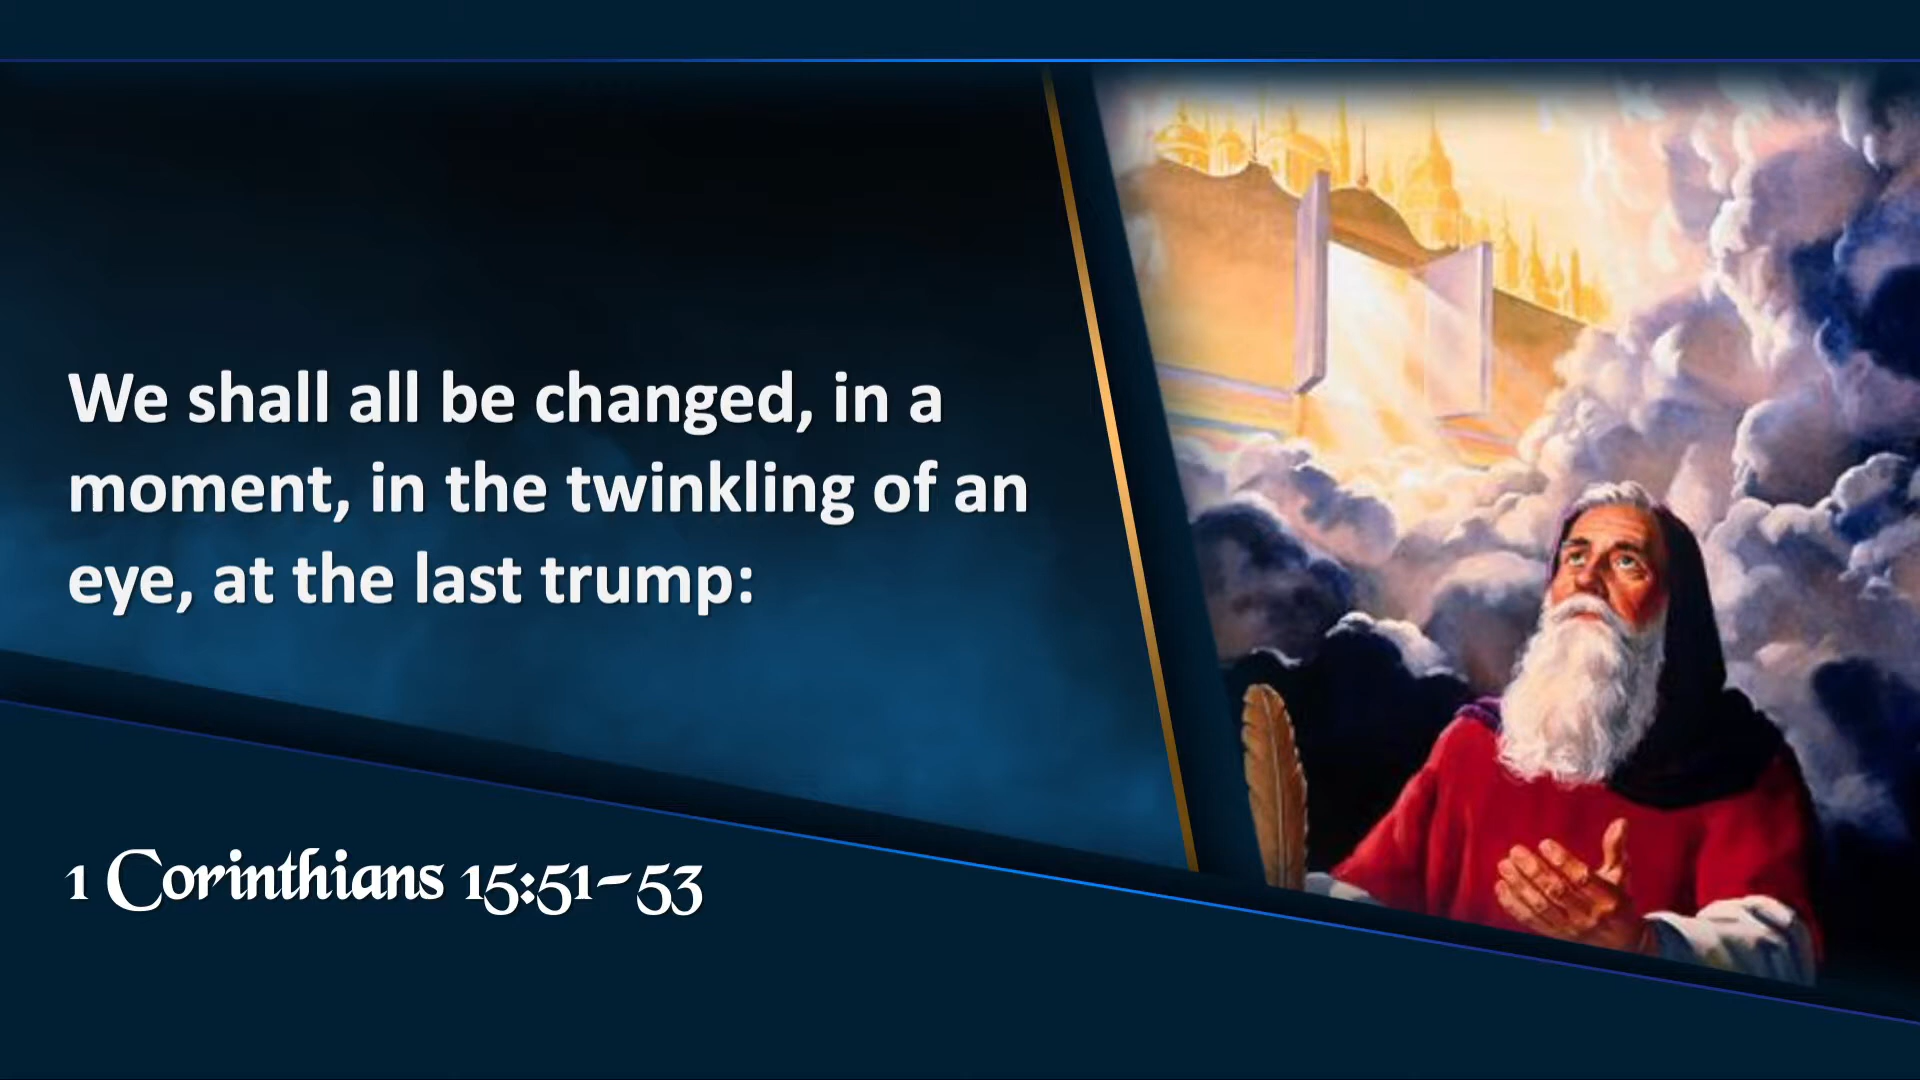 We shall all be changed, in a
moment, in the twinkling of an
eye, at the last trump:
1 Corinthians 15:51-53